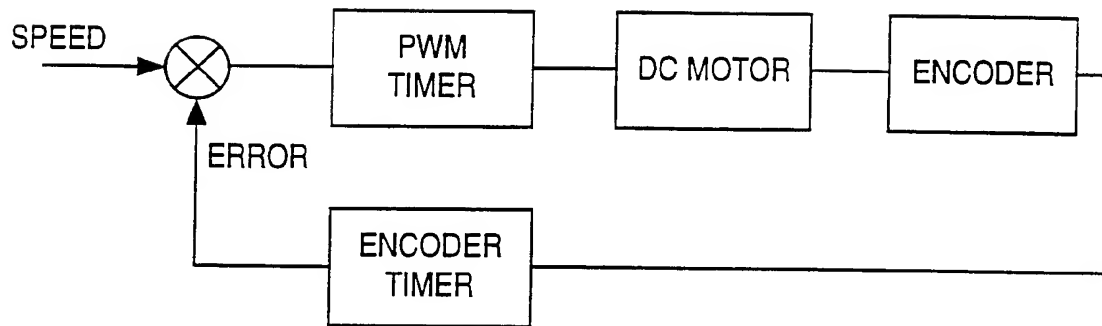 SPEED
PWM
TIMER
DC MOTOR
ENCODER
ERROR
ENCODER
TIMER